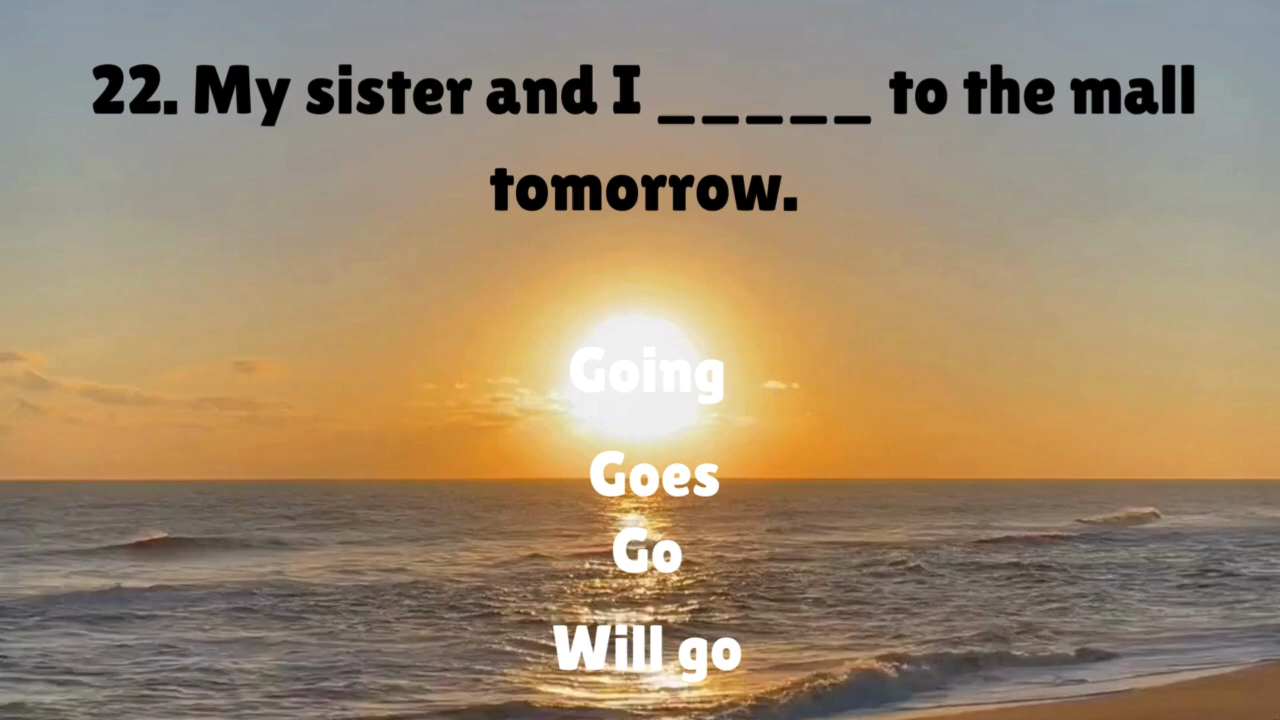 22. My sister and I _____ to the mall
tomorrow.
Going
Goes
Go
Will go